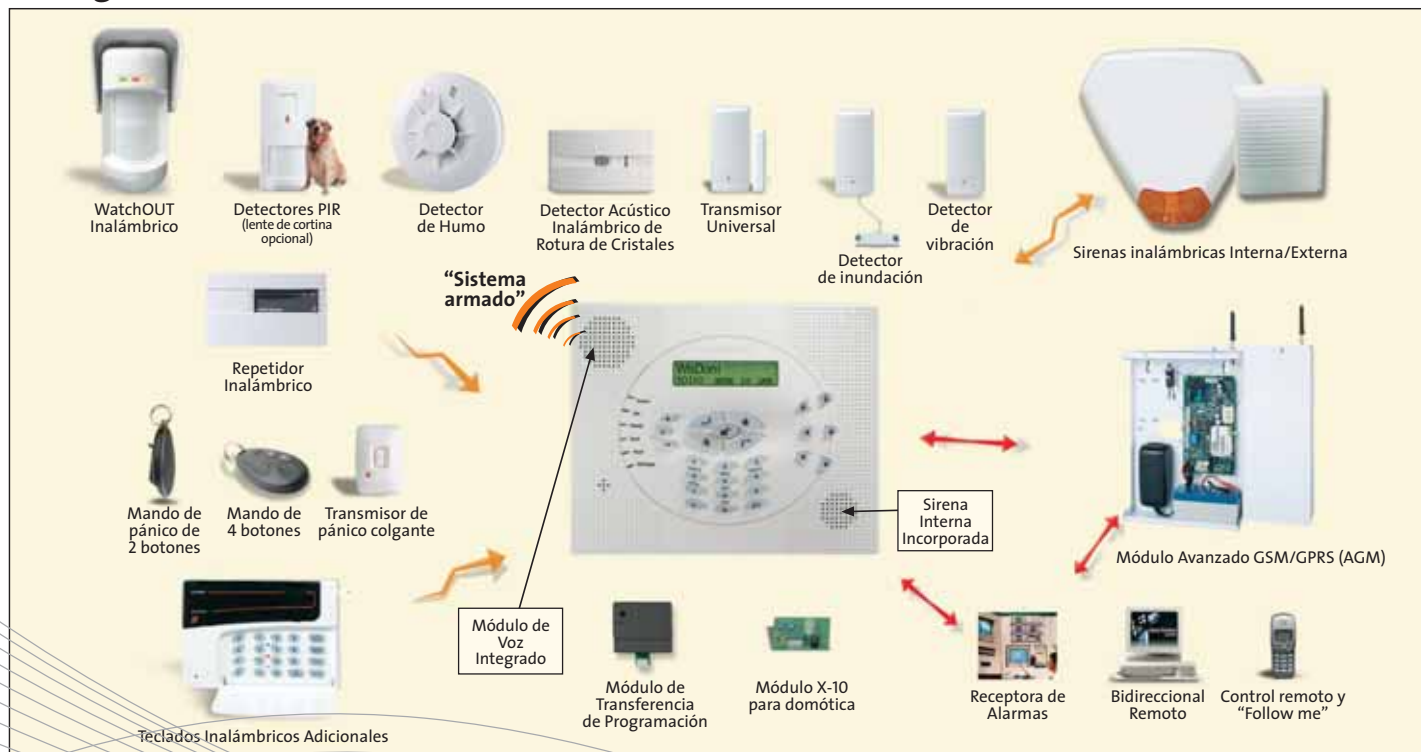 WatchOUT
Inalámbrico
Detectores PIR
(lente de cortina
opcional)
Detector
de Humo
Detector Acústico
Inalámbrico de
Rotura de Cristales
Transmisor
Universal
Detector
de inundación
Detector
de
vibración
Sirenas inalámbricas Interna/Externa
"Sistema
armado"
Repetidor
Inalámbrico
WisDom
Mando de
pánico de
2 botones
Mando de
4 botones
Transmisor de
pánico colgante
Sirena
Interna
Incorporada
Módulo Avanzado GSM/GPRS (AGM)
Módulo de
Voz
Integrado
Teclados Inalámbricos Adicionales
Módulo de
Transferencia
de Programación
Módulo X-10
para domótica
Receptora de
Alarmas
Bidireccional
Remoto
Control remoto y
"Follow me"